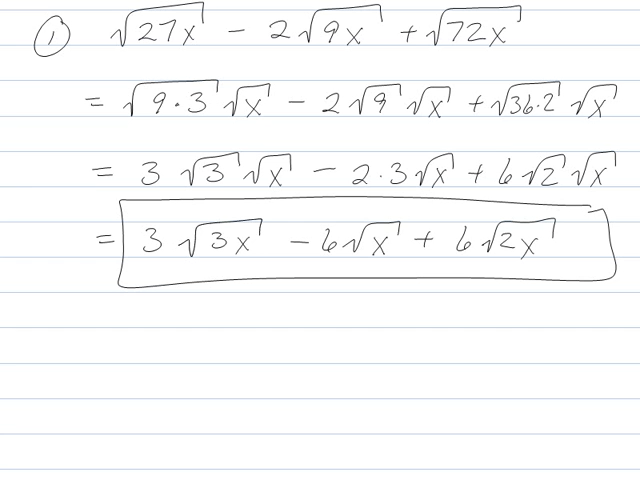 ① √27x - 2√9x + √72x
= √9·3 √x - 2√9 √x + √36·2 √x
= 3 √3 √x - 2·3√x + 6√2 √x
= 3 √3x - 6√x + 6√2x